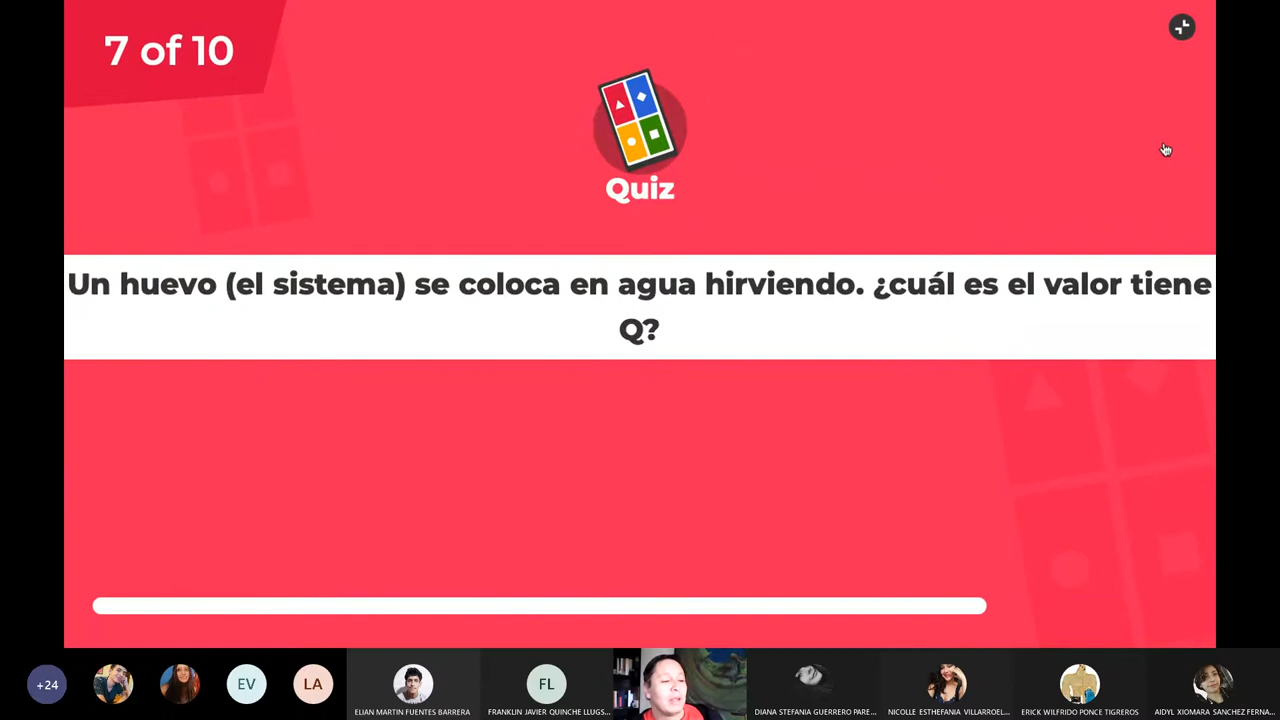 7 of 10
Quiz
Un huevo (el sistema) se coloca en agua hirviendo. ¿cuál es el valor tiene
Q?
+24
EV
LA
FL
ELIAN MARTIN FUENTES BARRERA
FRANKLIN JAVIER QUINCHE LLUGS...
DIANA STEFANIA GUERRERO PARE...
NICOLLE ESTHEFANIA VILLARROEL...
ERICK WILFRIDO PONCE TIGREROS
AIDYL XIOMARA SANCHEZ FERNA...